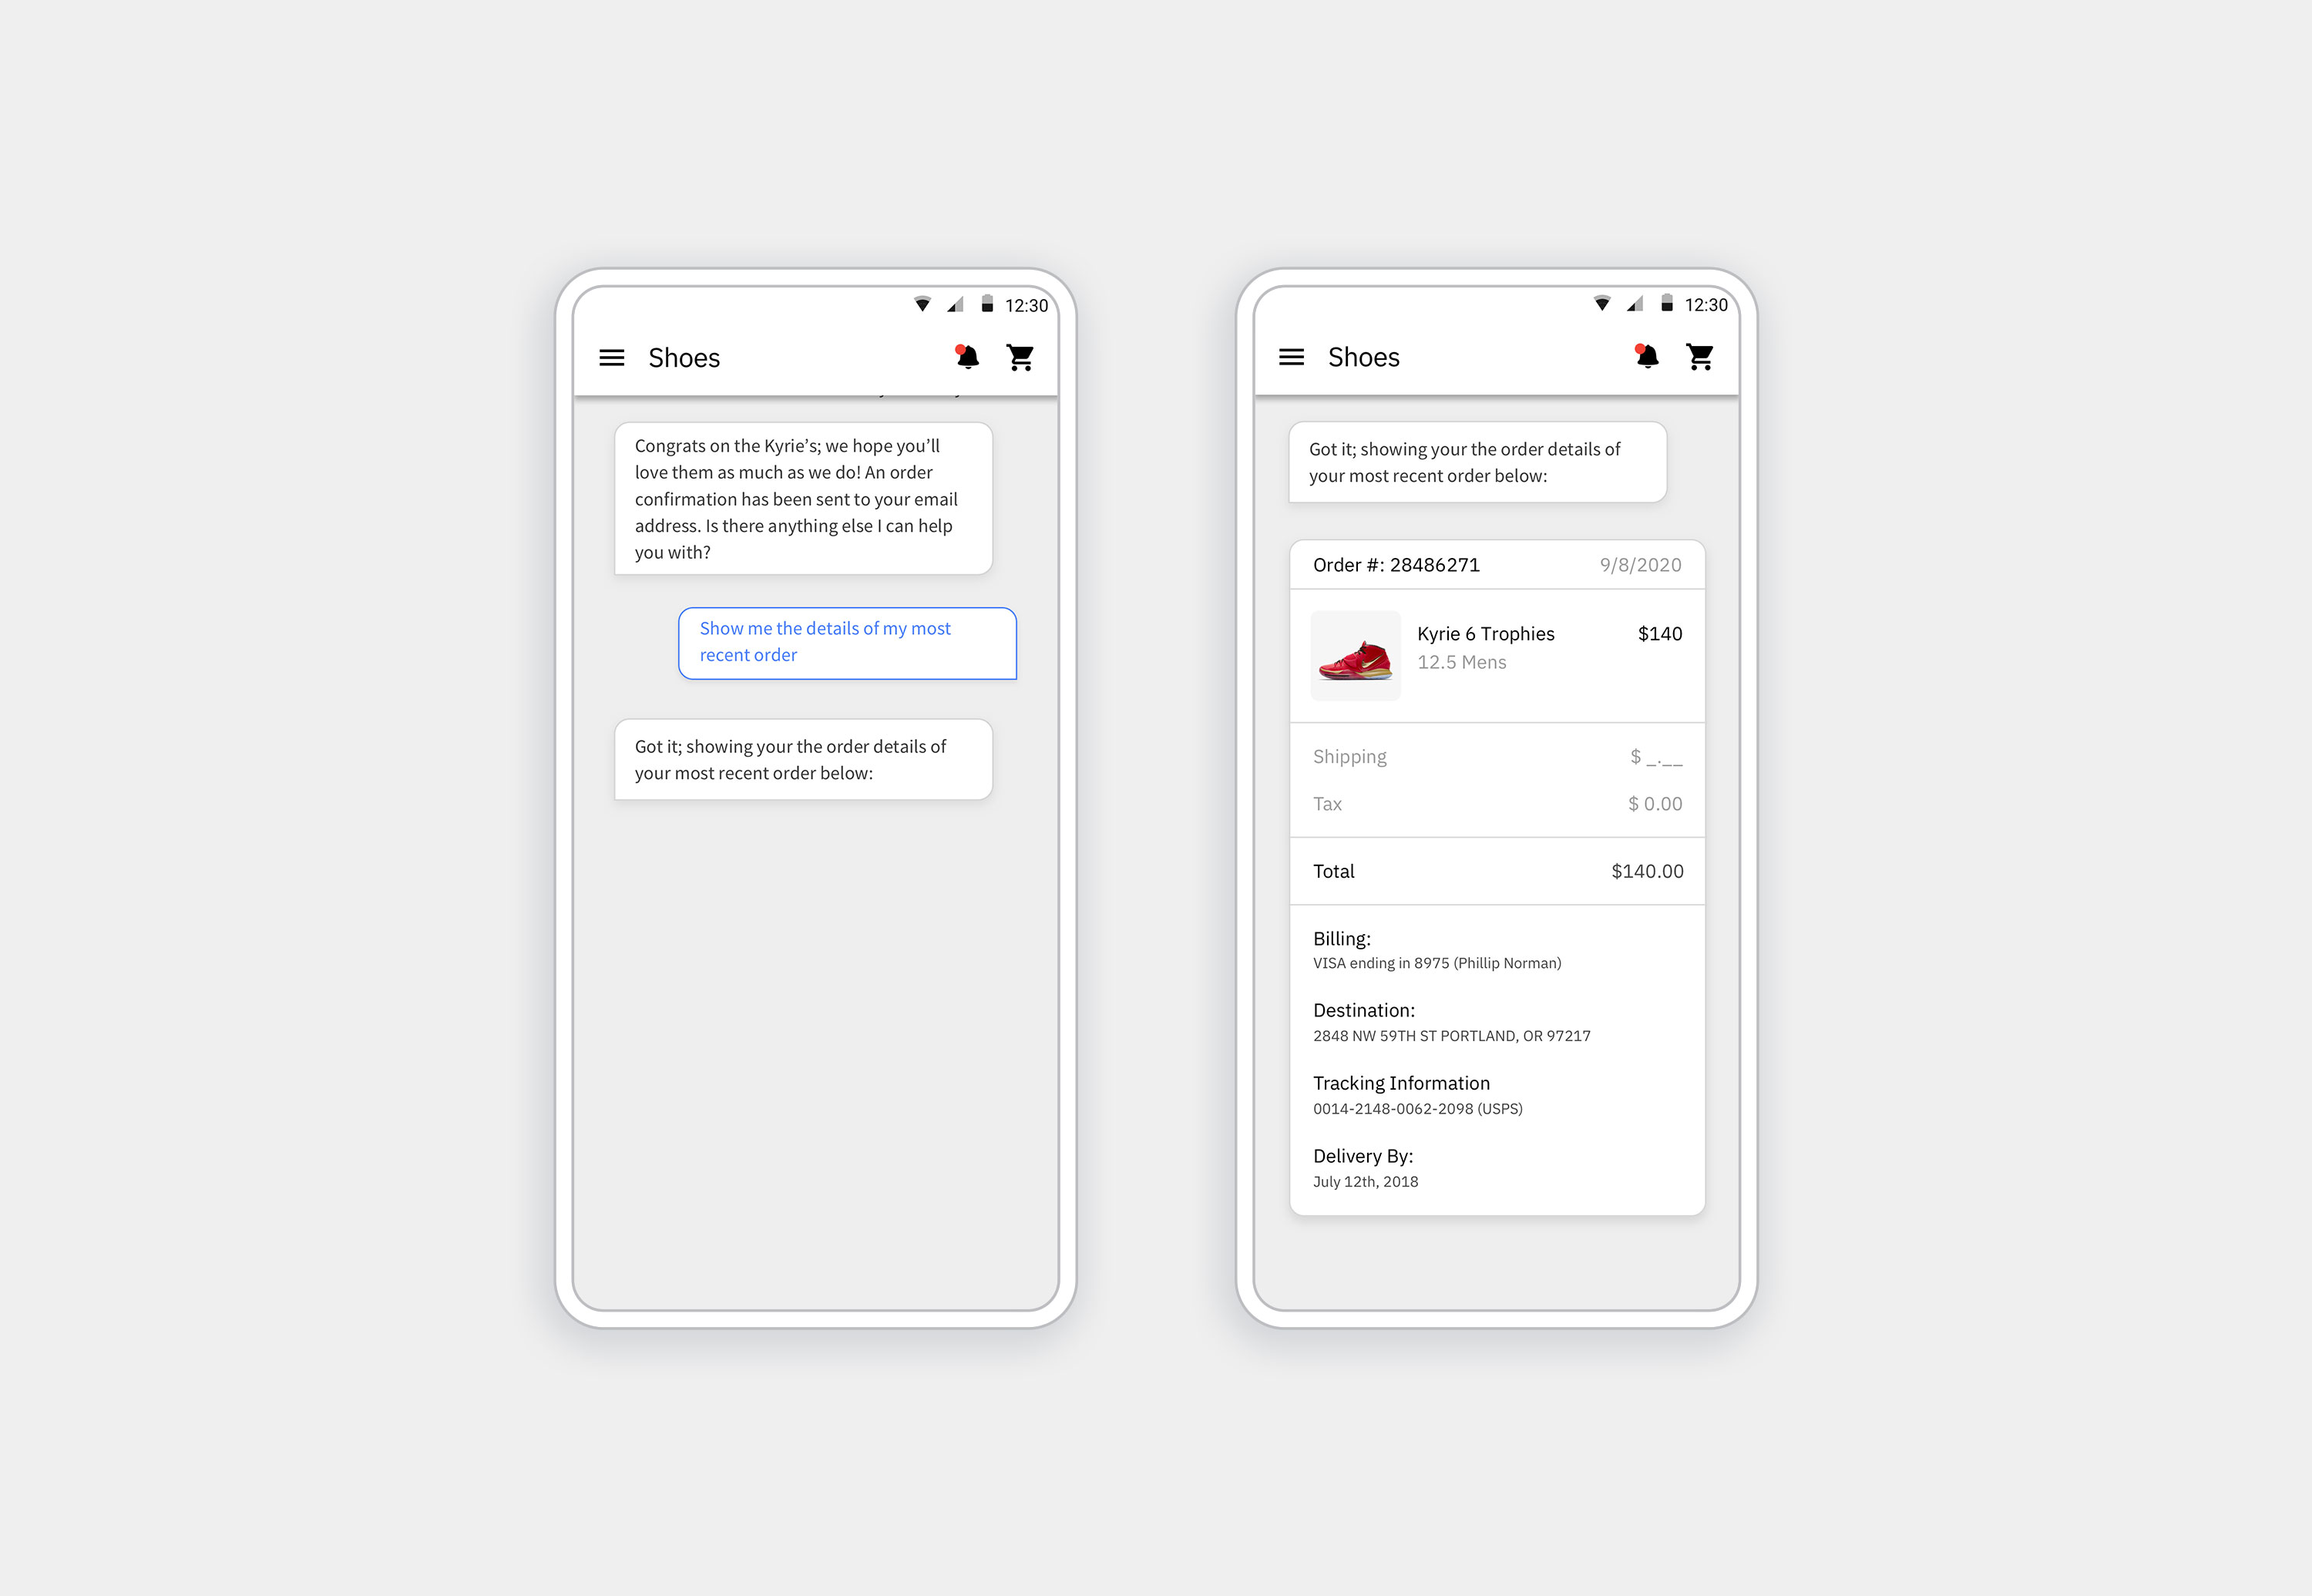 12:30
Shoes
Congrats on the Kyrie’s; we hope you’ll
love them as much as we do! An order
confirmation has been sent to your email
address. Is there anything else I can help
you with?
Show me the details of my most
recent order
Got it; showing your the order details of
your most recent order below:
12:30
Shoes
Got it; showing your the order details of
your most recent order below:
Order #: 28486271 9/8/2020
Kyrie 6 Trophies $140
12.5 Mens
Shipping $ _.__
Tax $ 0.00
Total $140.00
Billing:
VISA ending in 8975 (Phillip Norman)
Destination:
2848 NW 59TH ST PORTLAND, OR 97217
Tracking Information
0014-2148-0062-2098 (USPS)
Delivery By:
July 12th, 2018